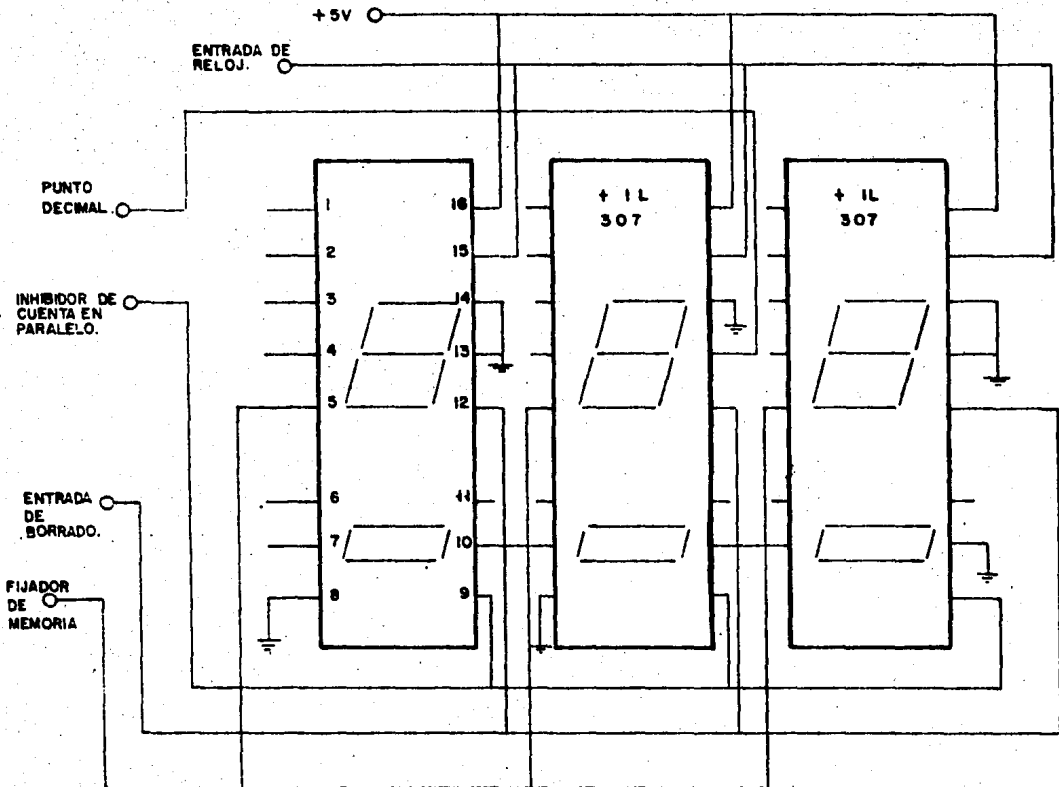 +5V
ENTRADA DE
RELOJ.
PUNTO
DECIMAL.
INHIBIDOR DE
CUENTA EN
PARALELO.
ENTRADA
DE
BORRADO.
FIJADOR
DE
MEMORIA
1
2
3
4
5
6
7
8
16
15
14
13
12
11
10
9
+ IL
307
+ IL
307